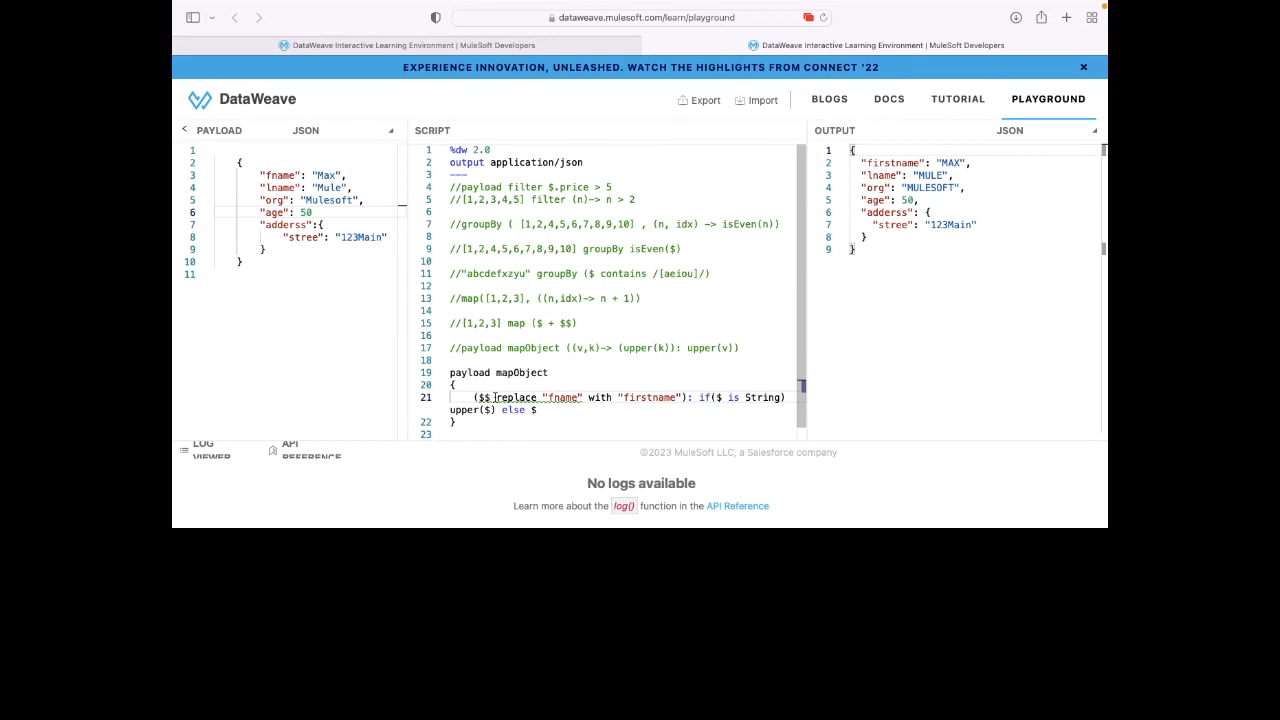 dataweave.mulesoft.com/learn/playground
DataWeave Interactive Learning Environment | MuleSoft Developers
DataWeave Interactive Learning Environment | MuleSoft Developers
EXPERIENCE INNOVATION, UNLEASHED. WATCH THE HIGHLIGHTS FROM CONNECT '22
DataWeave
Export
Import
BLOGS
DOCS
TUTORIAL
PLAYGROUND
PAYLOAD JSON
1
2 {
3 "fname": "Max",
4 "lname": "Mule",
5 "org": "Mulesoft",
6 "age": 50
7 "adderss":{
8 "stree": "123Main"
9 }
10 }
11
SCRIPT
1 %dw 2.0
2 output application/json
3 ---
4 //payload filter $.price > 5
5 //[1,2,3,4,5] filter (n)-> n > 2
6
7 //groupBy ( [1,2,4,5,6,7,8,9,10] , (n, idx) -> isEven(n))
8
9 //[1,2,4,5,6,7,8,9,10] groupBy isEven($)
10
11 //"abcdefxzyu" groupBy ($ contains /[aeiou]/)
12
13 //map([1,2,3], ((n,idx)-> n + 1))
14
15 //[1,2,3] map ($ + $$)
16
17 //payload mapObject ((v,k)-> (upper(k)): upper(v))
18
19 payload mapObject
20 {
21 ($$ replace "fname" with "firstname"): if($ is String)
upper($) else $
22 }
23
OUTPUT JSON
1 {
2 "firstname": "MAX",
3 "lname": "MULE",
4 "org": "MULESOFT",
5 "age": 50,
6 "adderss": {
7 "stree": "123Main"
8 }
9 }
LOG
VIEWER
API
REFERENCE
©2023 MuleSoft LLC, a Salesforce company
No logs available
Learn more about the log() function in the API Reference